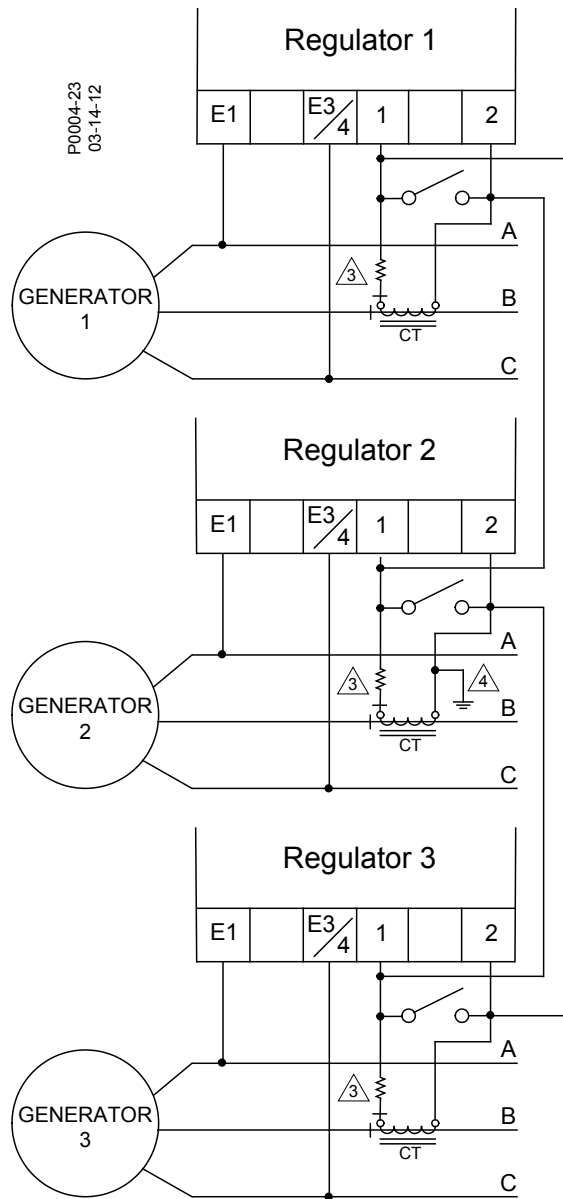 P0004-23
03-14-12
Regulator 1
E1 E3/4 1 2
A
3
GENERATOR
1
B
CT
C
Regulator 2
E1 E3/4 1 2
A
3 4
GENERATOR
2
B
CT
C
Regulator 3
E1 E3/4 1 2
A
3
GENERATOR
3
B
CT
C